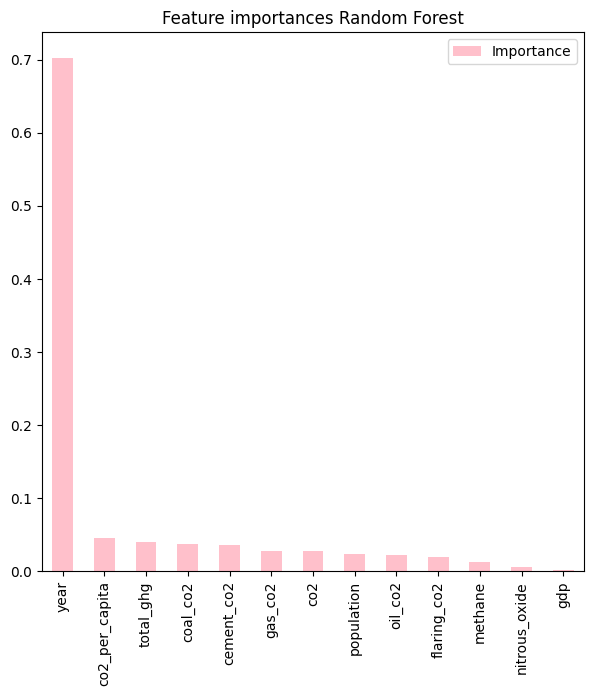 Feature importances Random Forest
Importance
0.7
0.6
0.5
0.4
0.3
0.2
0.1
0.0
year
co2_per_capita
total_ghg
coal_co2
cement_co2
gas_co2
co2
population
oil_co2
flaring_co2
methane
nitrous_oxide
gdp